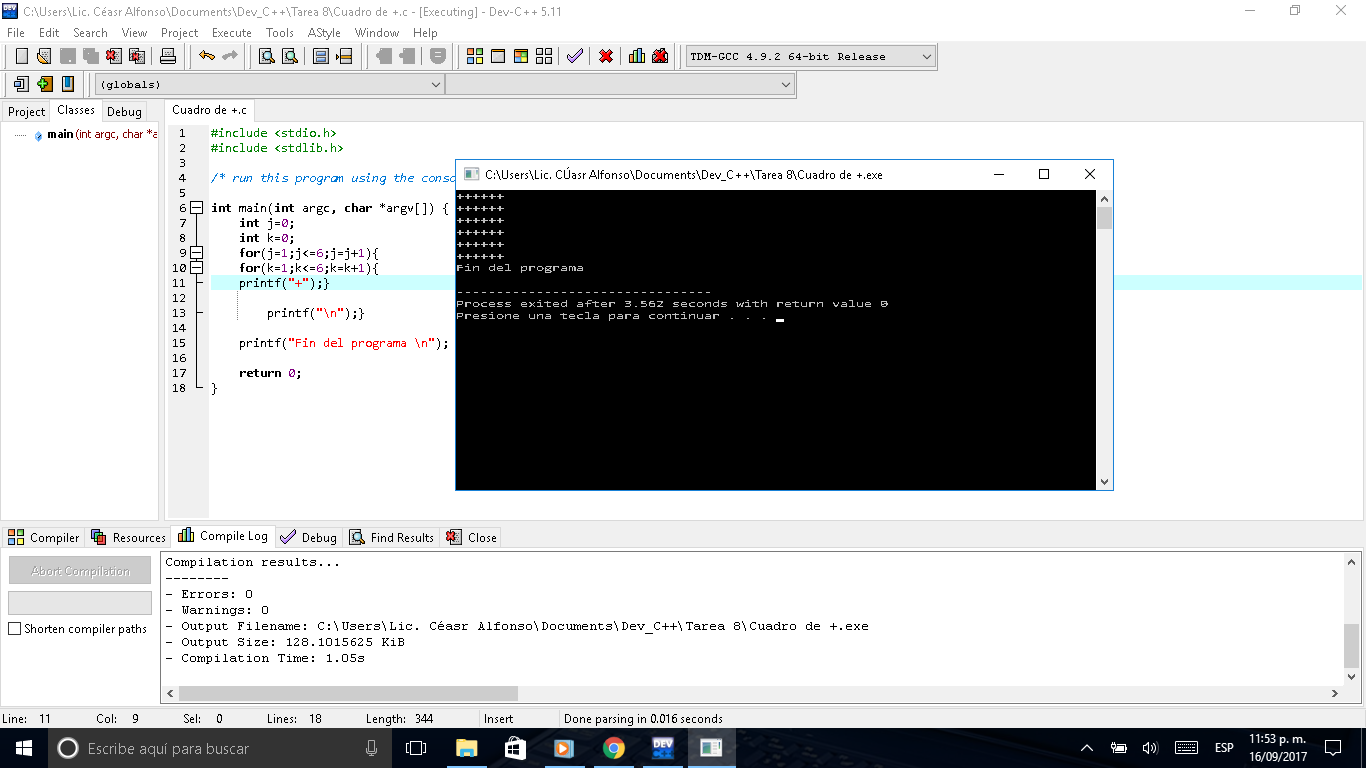 C:\Users\Lic. Céasr Alfonso\Documents\Dev_C++\Tarea 8\Cuadro de +.c - [Executing] - Dev-C++ 5.11
File Edit Search View Project Execute Tools AStyle Window Help
TDM-GCC 4.9.2 64-bit Release
(globals)
Project Classes Debug
Cuadro de +.c
main (int argc, char *a
1 #include <stdio.h>
2 #include <stdlib.h>
3
4 /* run this program using the conso
5
6 int main(int argc, char *argv[]) {
7 int j=0;
8 int k=0;
9 for(j=1;j<=6;j=j+1){
10 for(k=1;k<=6;k=k+1){
11 printf("+");}
12
13 printf("\n");}
14
15 printf("Fin del programa \n");
16
17 return 0;
18 }
C:\Users\Lic. CÚasr Alfonso\Documents\Dev_C++\Tarea 8\Cuadro de +.exe
++++++
++++++
++++++
++++++
++++++
++++++
Fin del programa
--------------------------------
Process exited after 3.562 seconds with return value 0
Presione una tecla para continuar . . .
Compiler Resources Compile Log Debug Find Results Close
Abort Compilation
Shorten compiler paths
Compilation results...
--------
- Errors: 0
- Warnings: 0
- Output Filename: C:\Users\Lic. Céasr Alfonso\Documents\Dev_C++\Tarea 8\Cuadro de +.exe
- Output Size: 128.1015625 KiB
- Compilation Time: 1.05s
Line: 11 Col: 9 Sel: 0 Lines: 18 Length: 344 Insert Done parsing in 0.016 seconds
Escribe aquí para buscar
DEV
ESP
11:53 p. m.
16/09/2017